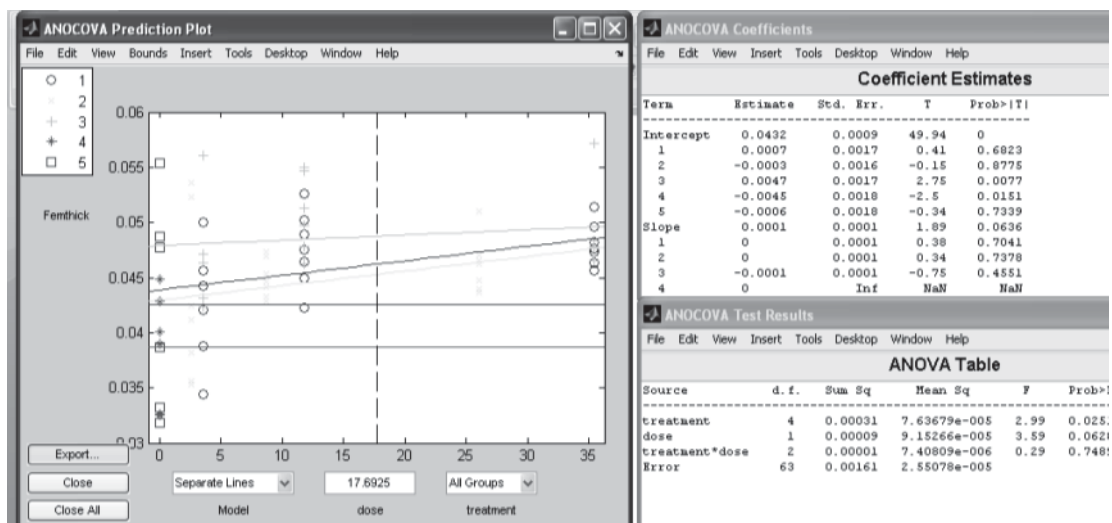 ANOCOVA Prediction Plot
File Edit View Bounds Insert Tools Desktop Window Help
1
2
3
4
5
Femthick
0.06
0.055
0.05
0.045
0.04
0.035
0.03
0 5 10 15 20 25 30 35
Export...
Close
Close All
Separate Lines
17.6925
All Groups
Model
dose
treatment
ANOCOVA Coefficients
File Edit View Insert Tools Desktop Window Help
Coefficient Estimates
Term Estimate Std. Err. T Prob>|T|
Intercept 0.0432 0.0009 49.94 0
1 0.0007 0.0017 0.41 0.6823
2 -0.0003 0.0016 -0.15 0.8775
3 0.0047 0.0017 2.75 0.0077
4 -0.0045 0.0018 -2.5 0.0151
5 -0.0006 0.0018 -0.34 0.7339
Slope 0.0001 0.0001 1.89 0.0636
1 0 0.0001 0.38 0.7041
2 0 0.0001 0.34 0.7378
3 -0.0001 0.0001 -0.75 0.4551
4 0 Inf NaN NaN
ANOCOVA Test Results
File Edit View Insert Tools Desktop Window Help
ANOVA Table
Source d.f. Sum Sq Mean Sq F
treatment 4 0.00031 7.63679e-005 2.99
dose 1 0.00009 9.15266e-005 3.59
treatment*dose 2 0.00001 7.40809e-006 0.29
Error 63 0.00161 2.55078e-005